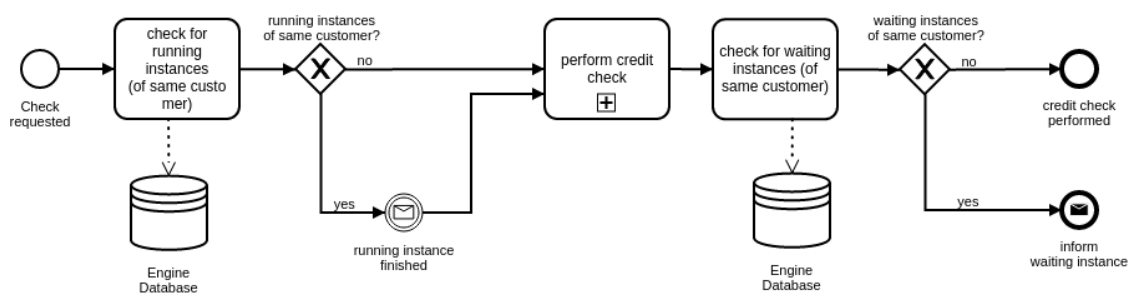 Check
requested
check for
running
instances
(of same custo
mer)
Engine
Database
running instances
of same customer?
no
yes
running instance
finished
perform credit
check
check for waiting
instances (of
same customer)
Engine
Database
waiting instances
of same customer?
no
credit check
performed
yes
inform
waiting instance